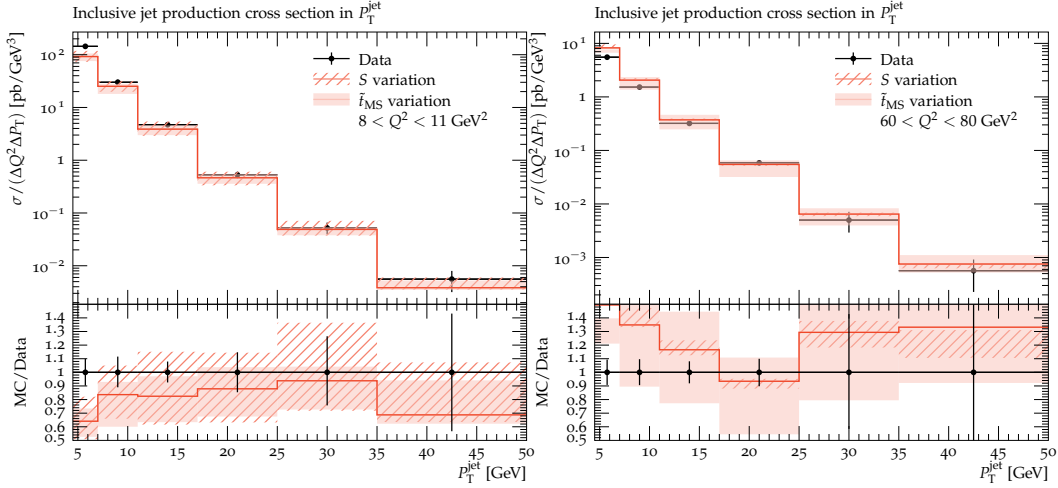 Inclusive jet production cross section in P_T^jet
σ/(ΔQ²ΔP_T) [pb/GeV³]
10²
10¹
1
10⁻¹
10⁻²
Data
S variation
t̃_MS variation
8 < Q² < 11 GeV²
MC/Data
1.4
1.3
1.2
1.1
1.0
0.9
0.8
0.7
0.6
0.5
5 10 15 20 25 30 35 40 45 50
P_T^jet [GeV]
Inclusive jet production cross section in P_T^jet
σ/(ΔQ²ΔP_T) [pb/GeV³]
10¹
1
10⁻¹
10⁻²
10⁻³
Data
S variation
t̃_MS variation
60 < Q² < 80 GeV²
MC/Data
1.4
1.3
1.2
1.1
1.0
0.9
0.8
0.7
0.6
0.5
5 10 15 20 25 30 35 40 45 50
P_T^jet [GeV]